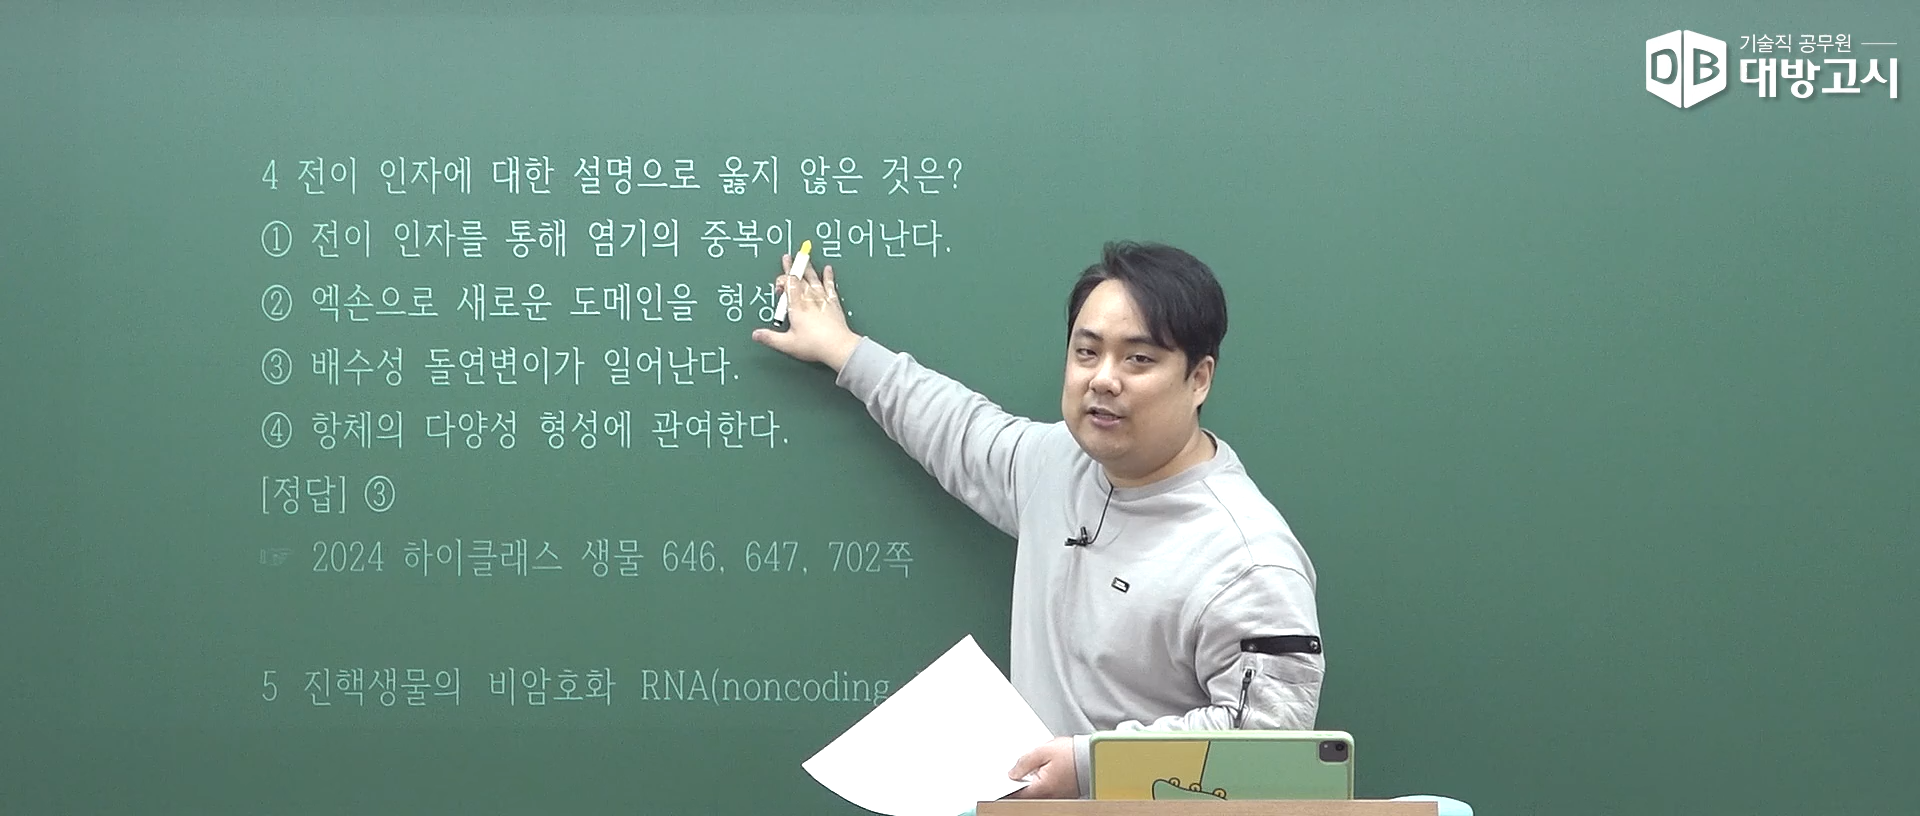 기술직 공무원
DB 대방고시
4 전이 인자에 대한 설명으로 옳지 않은 것은?
① 전이 인자를 통해 염기의 중복이 일어난다.
② 엑손으로 새로운 도메인을 형성
③ 배수성 돌연변이가 일어난다.
④ 항체의 다양성 형성에 관여한다.
[정답] ③
☞ 2024 하이클래스 생물 646, 647, 702쪽
5 진핵생물의 비암호화 RNA(noncoding